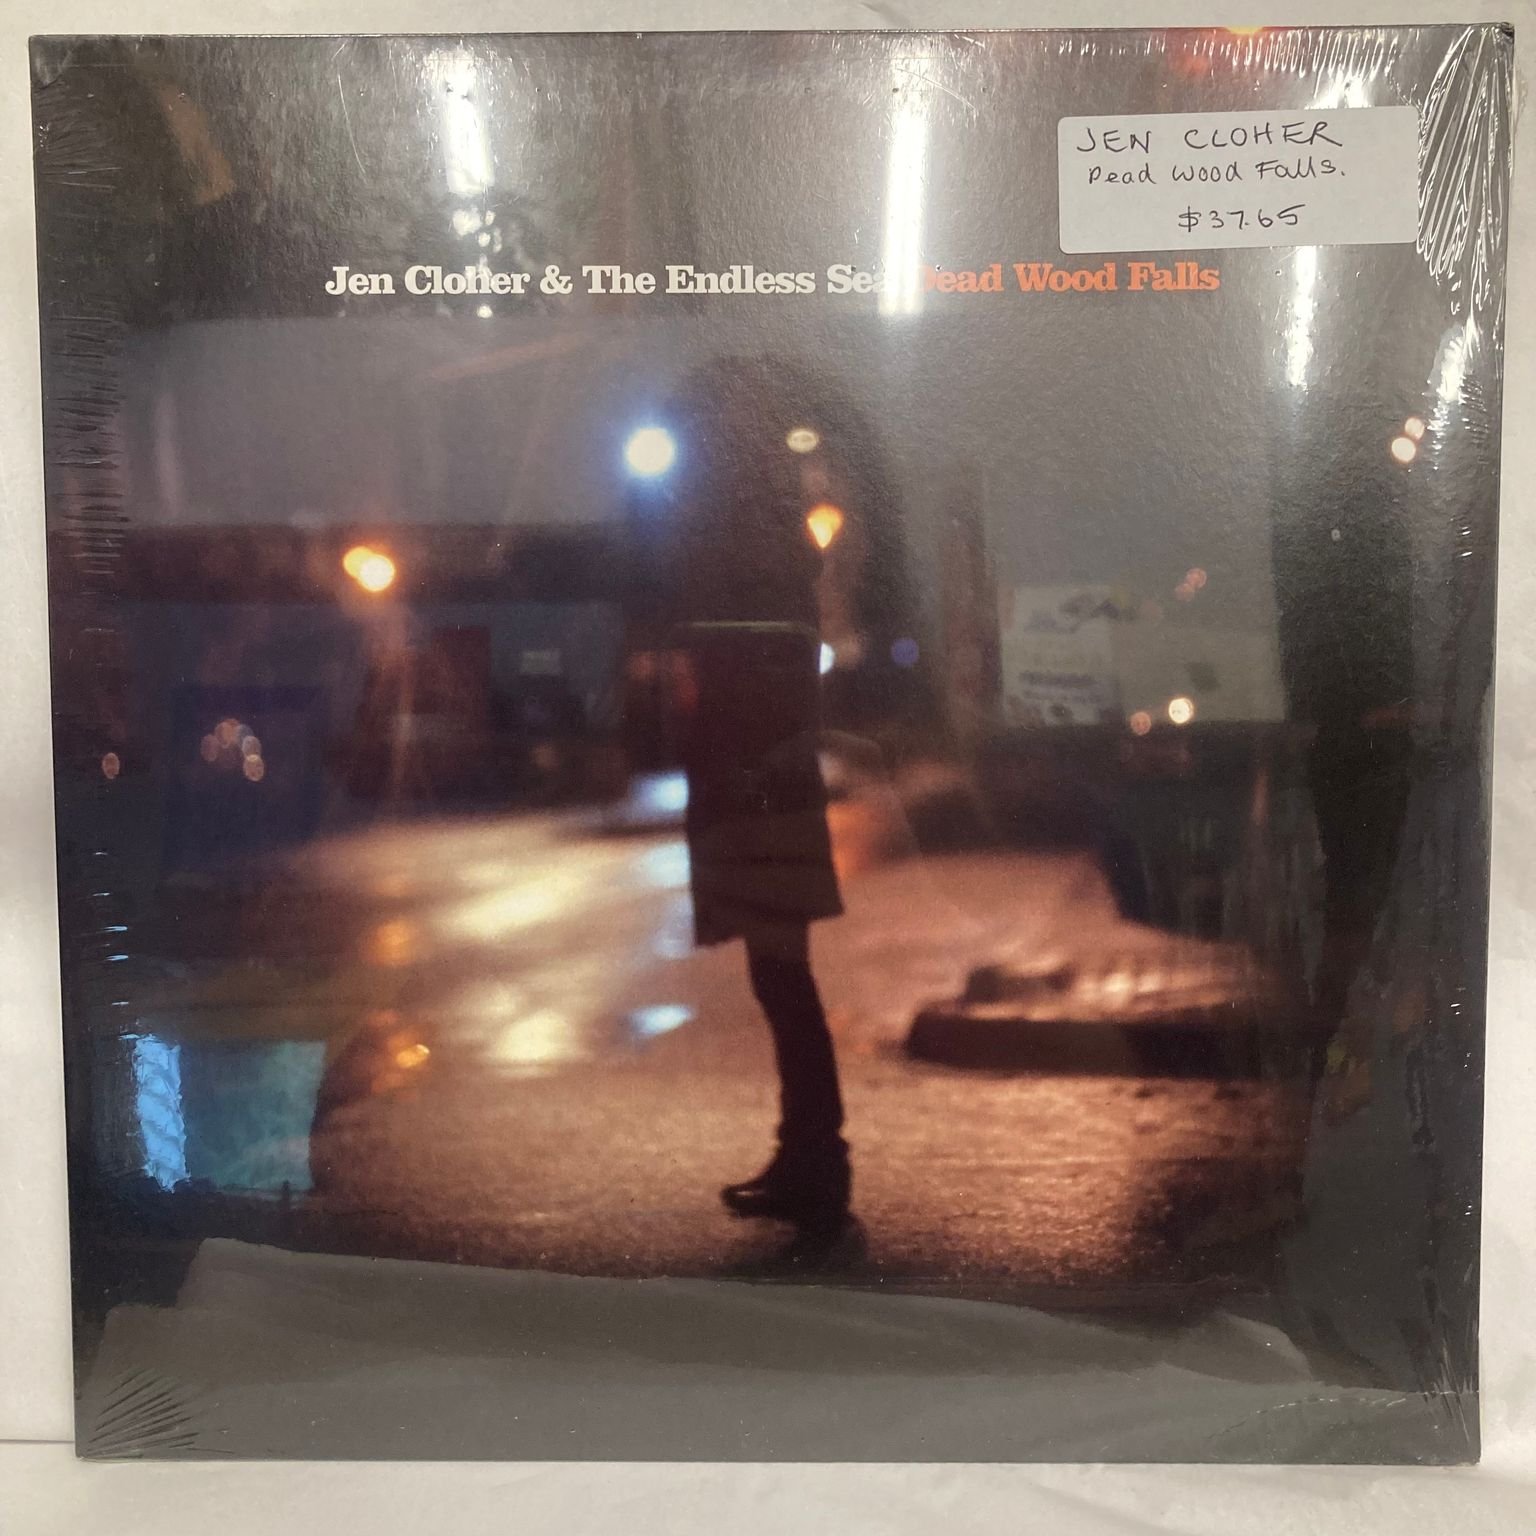 JEN CLOHER
Dead Wood Falls.
$37.65
Jen Cloher & The Endless Sea Dead Wood Falls